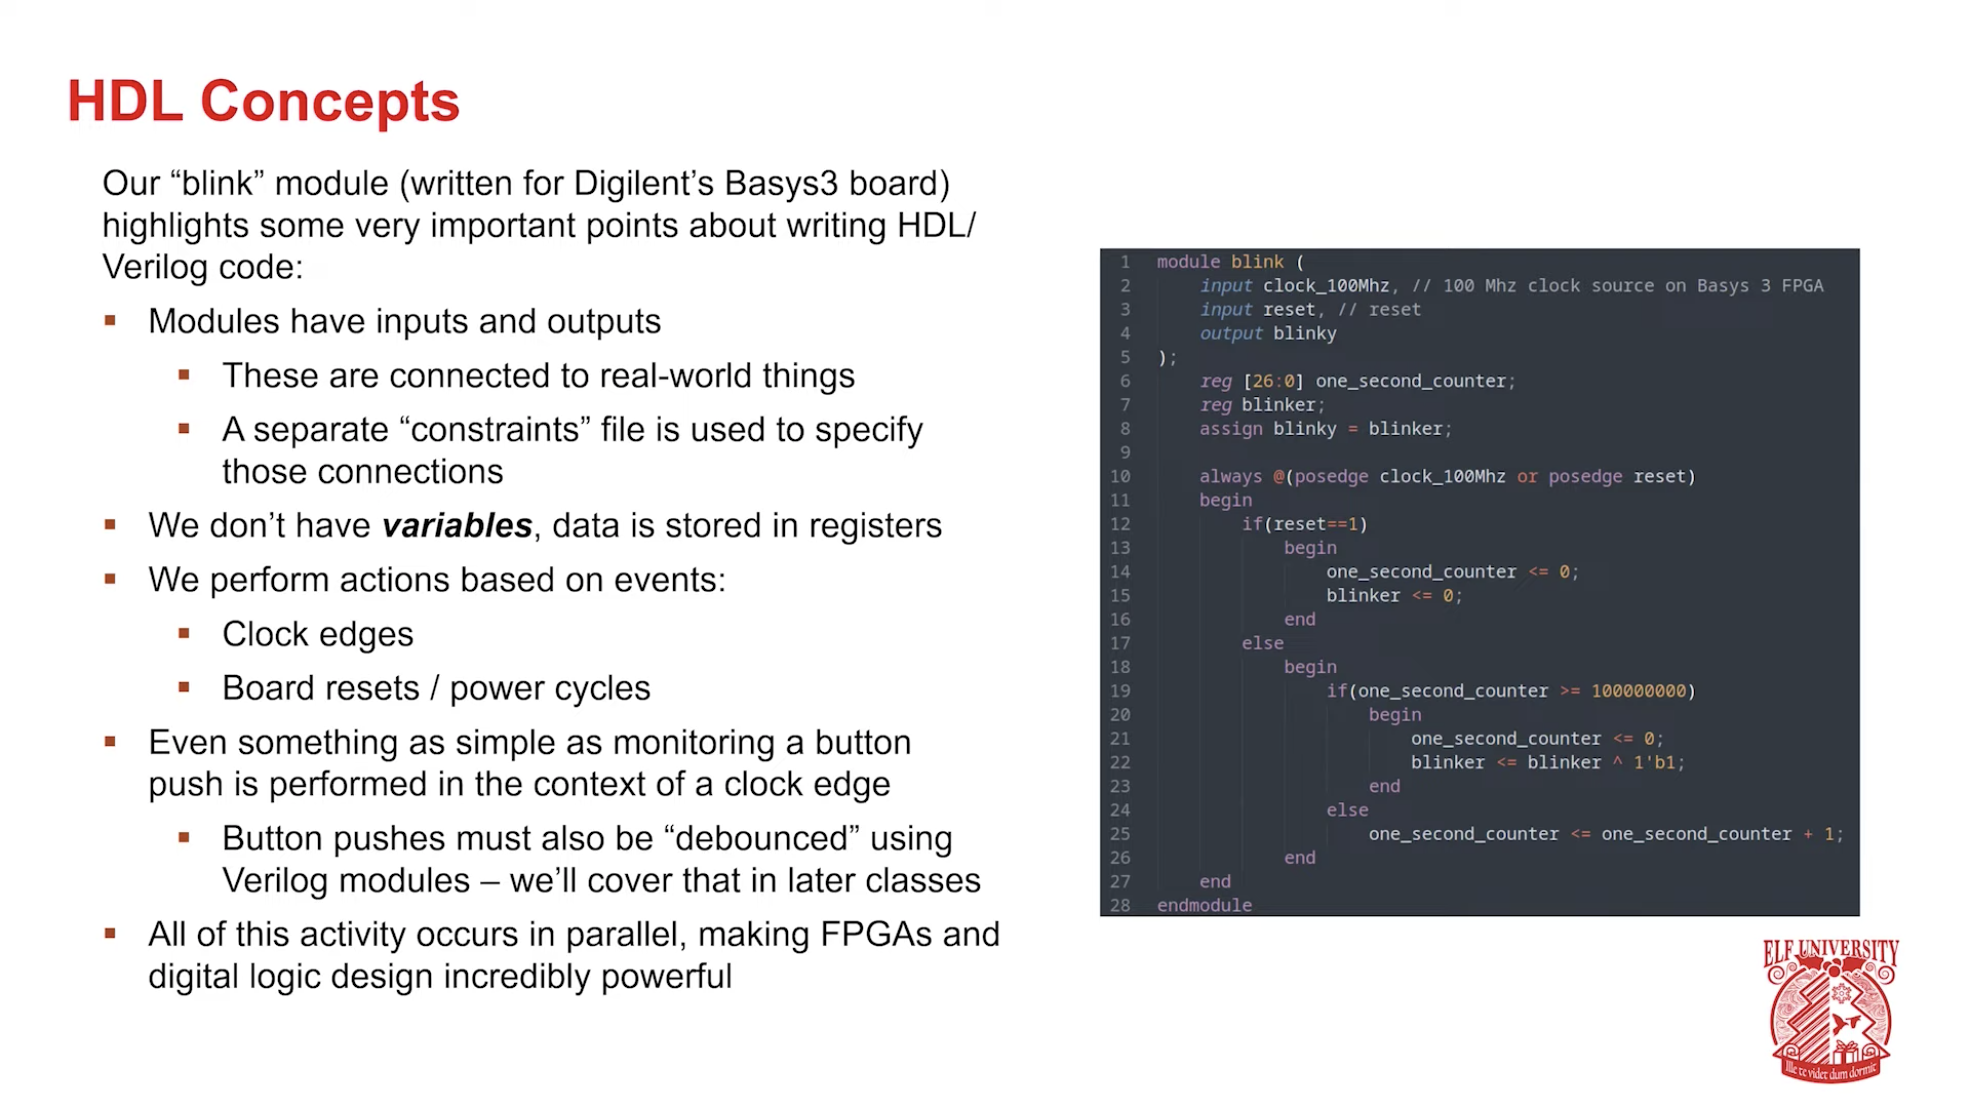 HDL Concepts
Our “blink” module (written for Digilent’s Basys3 board)
highlights some very important points about writing HDL/
Verilog code:
▪ Modules have inputs and outputs
▪ These are connected to real-world things
▪ A separate “constraints” file is used to specify
those connections
▪ We don’t have variables, data is stored in registers
▪ We perform actions based on events:
▪ Clock edges
▪ Board resets / power cycles
▪ Even something as simple as monitoring a button
push is performed in the context of a clock edge
▪ Button pushes must also be “debounced” using
Verilog modules – we’ll cover that in later classes
▪ All of this activity occurs in parallel, making FPGAs and
digital logic design incredibly powerful
1 module blink (
2 input clock_100Mhz, // 100 Mhz clock source on Basys 3 FPGA
3 input reset, // reset
4 output blinky
5 );
6 reg [26:0] one_second_counter;
7 reg blinker;
8 assign blinky = blinker;
9
10 always @(posedge clock_100Mhz or posedge reset)
11 begin
12 if(reset==1)
13 begin
14 one_second_counter <= 0;
15 blinker <= 0;
16 end
17 else
18 begin
19 if(one_second_counter >= 100000000)
20 begin
21 one_second_counter <= 0;
22 blinker <= blinker ^ 1'b1;
23 end
24 else
25 one_second_counter <= one_second_counter + 1;
26 end
27 end
28 endmodule
ELF UNIVERSITY
Ille te videt dum dormit